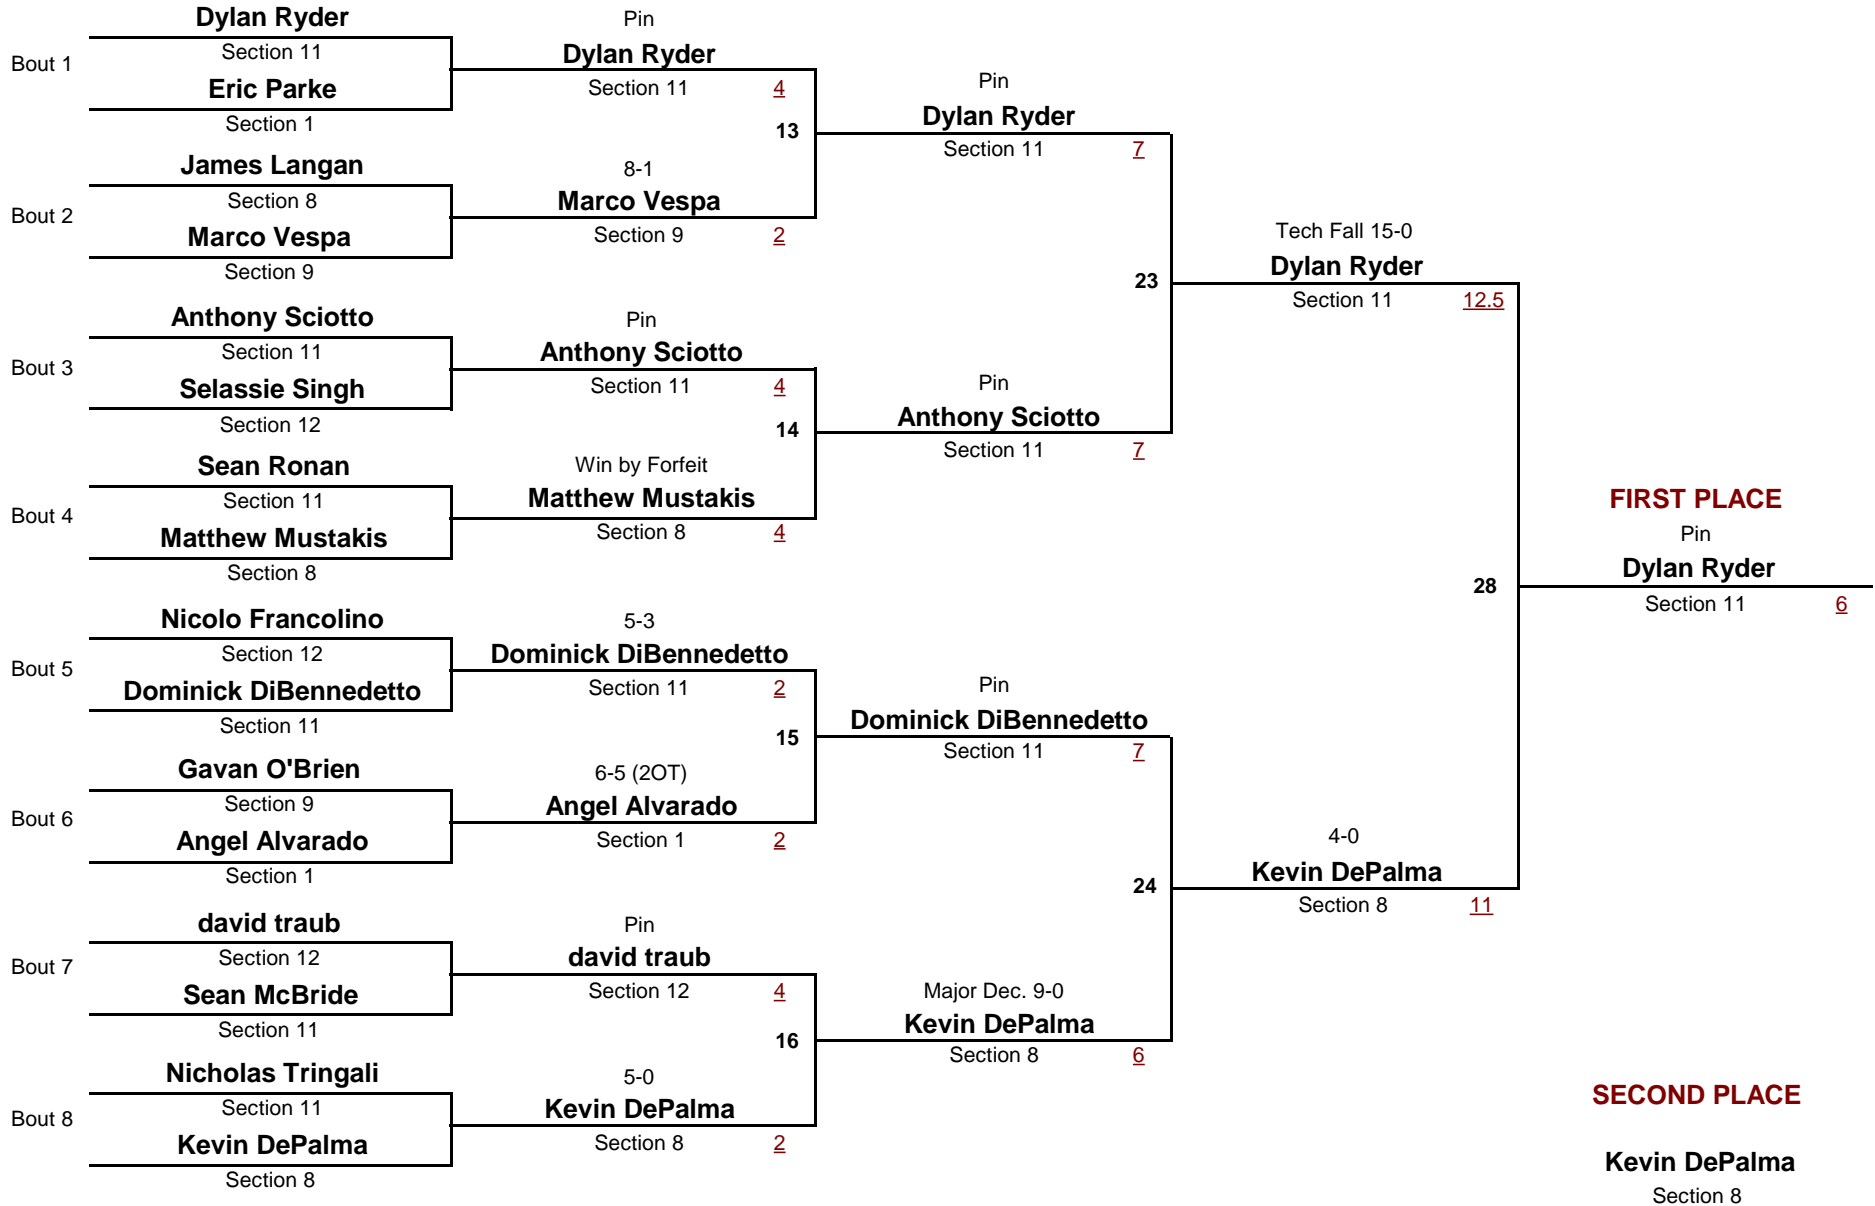 Dylan Ryder
Bout 1
Section 11
Eric Parke
Section 1
James Langan
Bout 2
Section 8
Marco Vespa
Section 9
Anthony Sciotto
Bout 3
Section 11
Selassie Singh
Section 12
Sean Ronan
Bout 4
Section 11
Matthew Mustakis
Section 8
Nicolo Francolino
Bout 5
Section 12
Dominick DiBennedetto
Section 11
Gavan O'Brien
Bout 6
Section 9
Angel Alvarado
Section 1
david traub
Bout 7
Section 12
Sean McBride
Section 11
Nicholas Tringali
Bout 8
Section 11
Kevin DePalma
Section 8
Pin
Dylan Ryder
Section 11 4
13
8-1
Marco Vespa
Section 9 2
Pin
Anthony Sciotto
Section 11 4
14
Win by Forfeit
Matthew Mustakis
Section 8 4
5-3
Dominick DiBennedetto
Section 11 2
15
6-5 (2OT)
Angel Alvarado
Section 1 2
Pin
david traub
Section 12 4
16
5-0
Kevin DePalma
Section 8 2
Pin
Dylan Ryder
Section 11 7
23
Pin
Anthony Sciotto
Section 11 7
Pin
Dominick DiBennedetto
Section 11 7
24
Major Dec. 9-0
Kevin DePalma
Section 8 6
Tech Fall 15-0
Dylan Ryder
Section 11 12.5
28
4-0
Kevin DePalma
Section 8 11
FIRST PLACE
Pin
Dylan Ryder
Section 11 6
SECOND PLACE
Kevin DePalma
Section 8